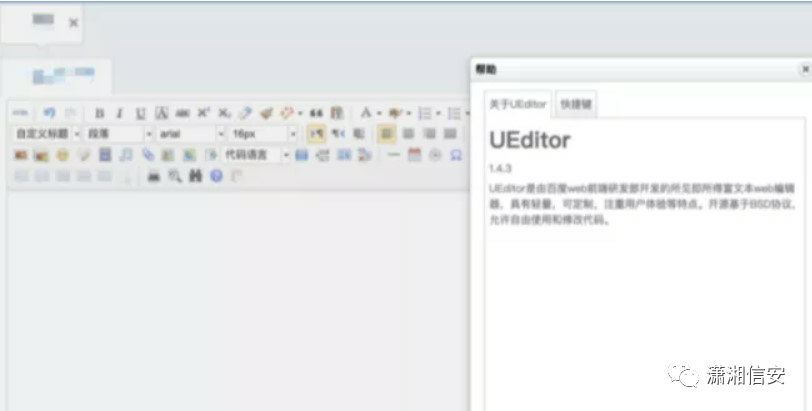 帮助
关于UEditor 快捷键
自定义标题 段落 arial 16px
UEditor
1.4.3
代码语言
UEditor是由百度web前端研发部开发的所见即所得富文本web编辑
器，具有轻量，可定制，注重用户体验等特点。开源基于BSD协议,
允许自由使用和修改代码。
潇湘信安